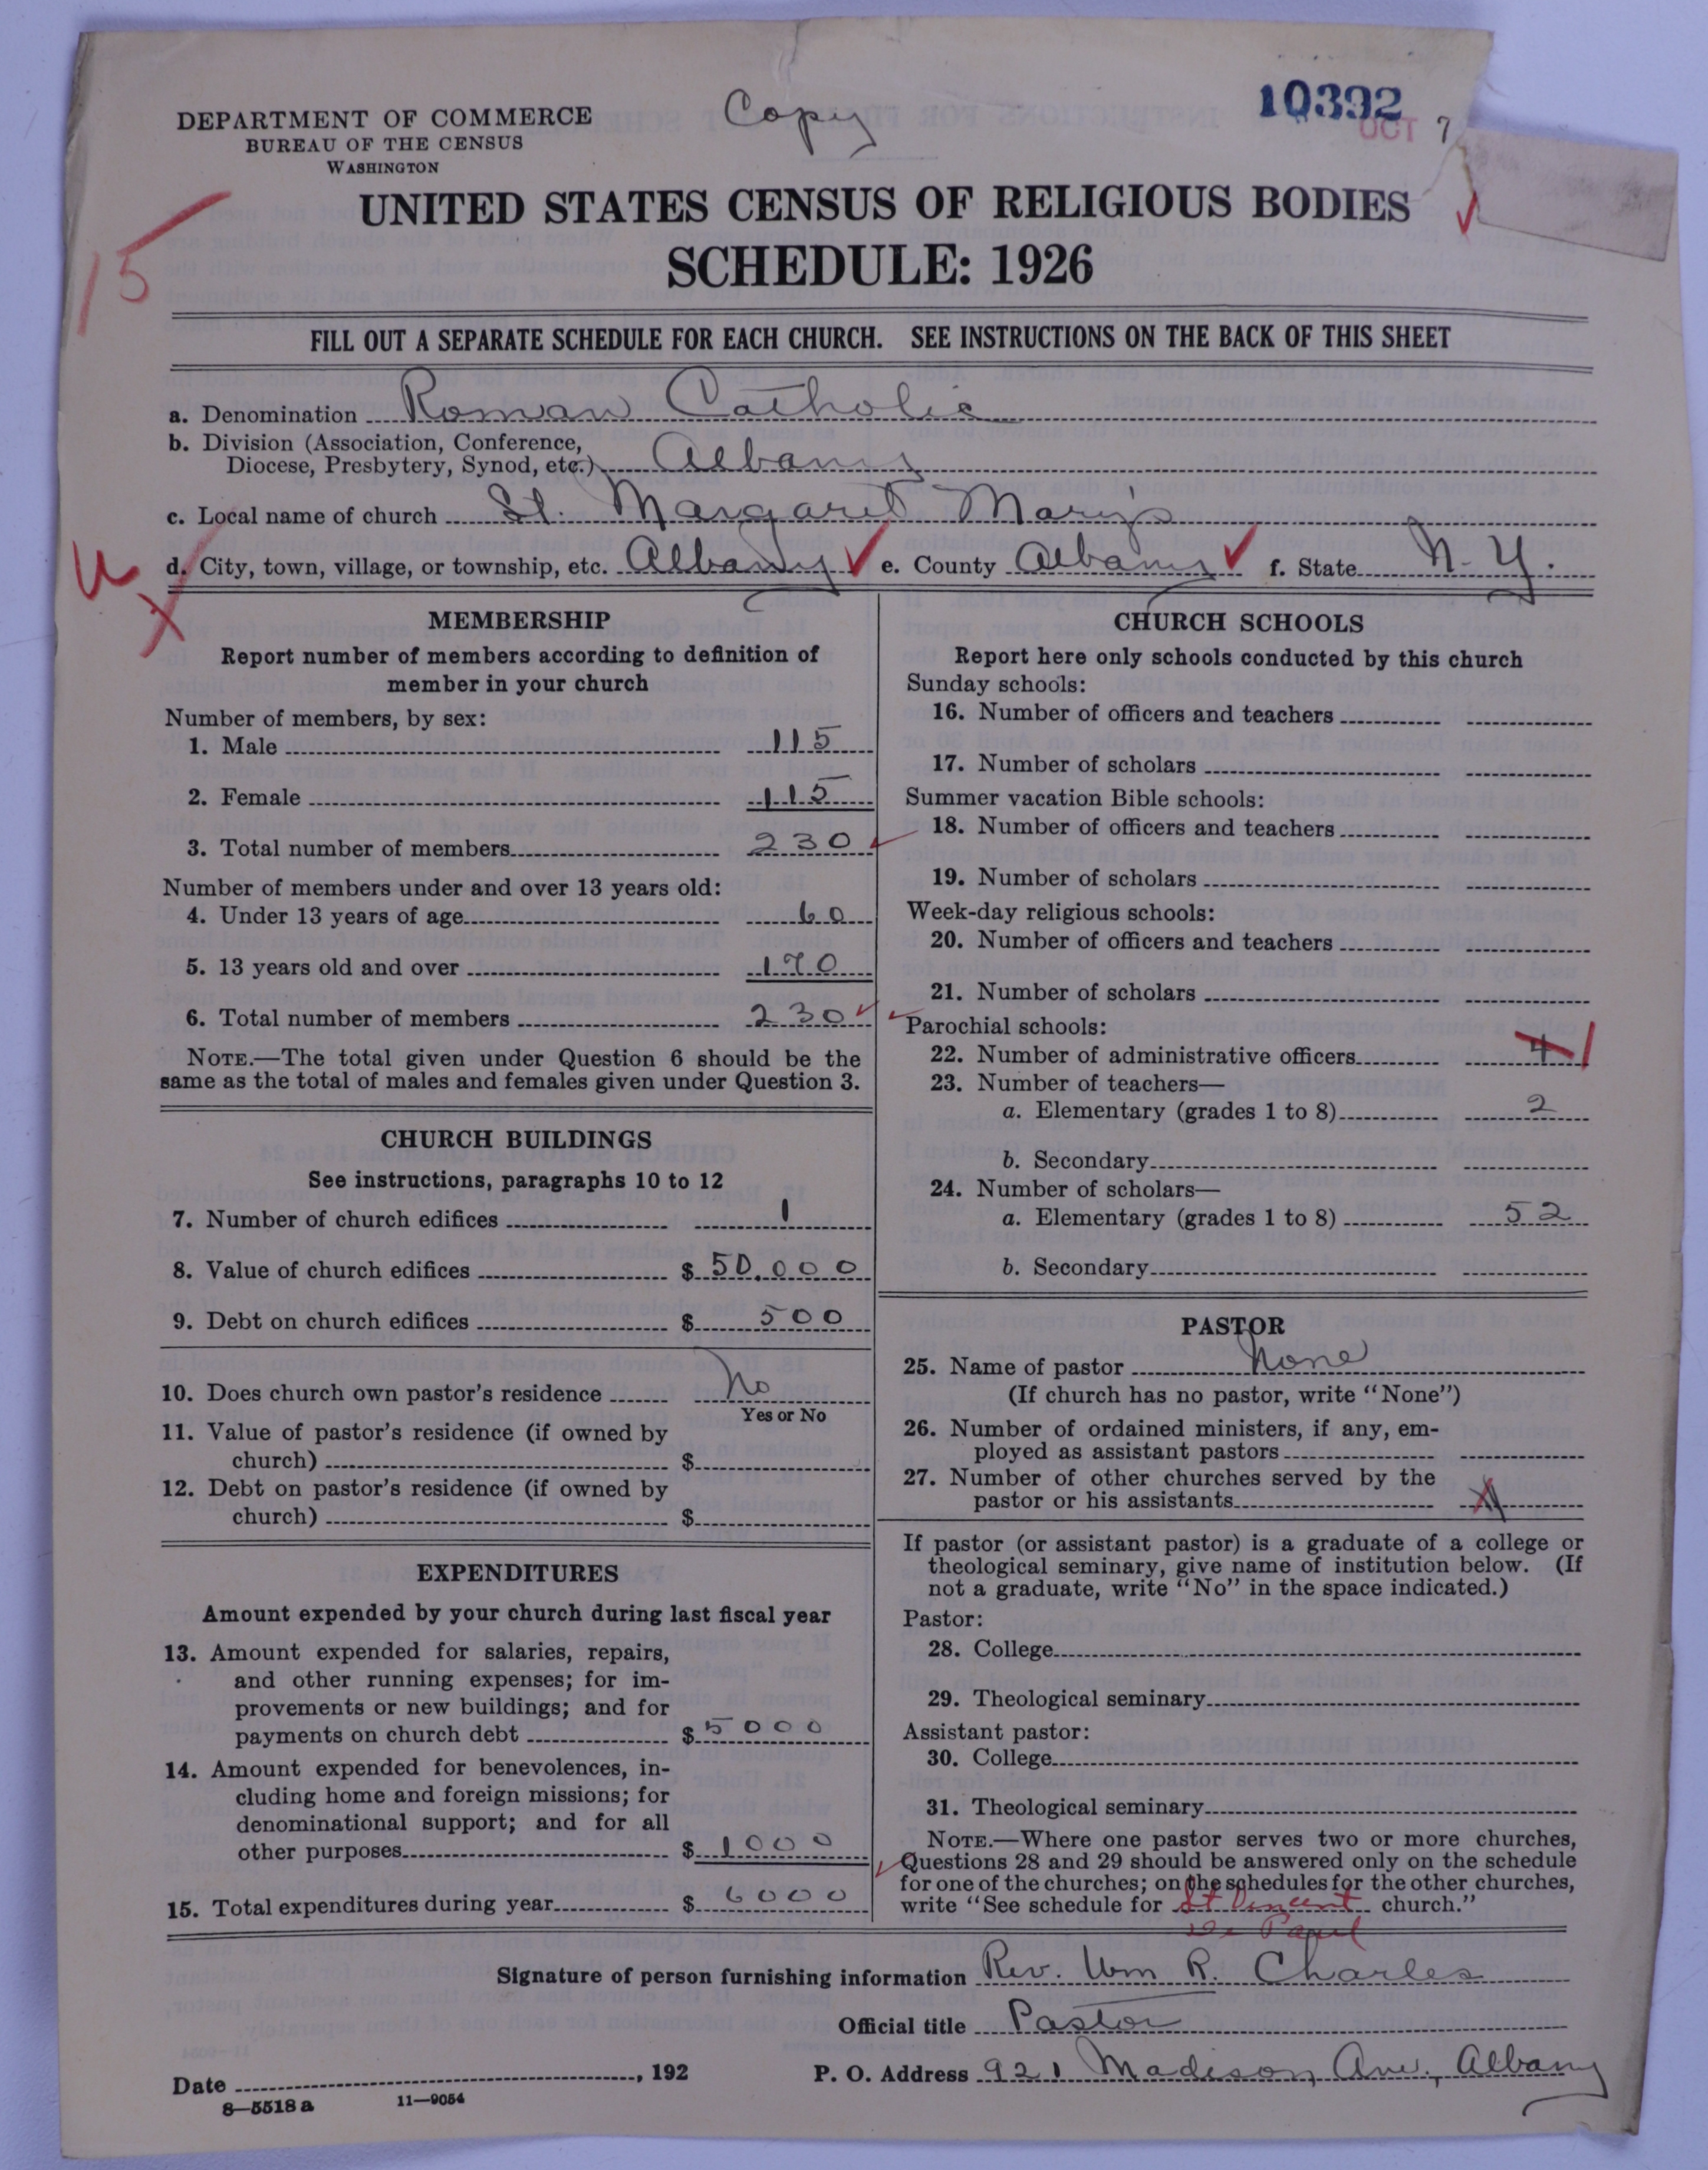 DEPARTMENT OF COMMERCE
BUREAU OF THE CENSUS
WASHINGTON
Copy
10392
OCT 7
UNITED STATES CENSUS OF RELIGIOUS BODIES
SCHEDULE: 1926
15
FILL OUT A SEPARATE SCHEDULE FOR EACH CHURCH. SEE INSTRUCTIONS ON THE BACK OF THIS SHEET
a. Denomination Roman Catholic
b. Division (Association, Conference,
Diocese, Presbytery, Synod, etc.) Albany
c. Local name of church St. Margaret Mary's
d. City, town, village, or township, etc. Albany e. County Albany f. State N. Y.
MEMBERSHIP
Report number of members according to definition of
member in your church
Number of members, by sex:
1. Male 115
2. Female 115
3. Total number of members 230
Number of members under and over 13 years old:
4. Under 13 years of age 60
5. 13 years old and over 170
6. Total number of members 230
NOTE.—The total given under Question 6 should be the
same as the total of males and females given under Question 3.
CHURCH BUILDINGS
See instructions, paragraphs 10 to 12
7. Number of church edifices 1
8. Value of church edifices $ 50,000
9. Debt on church edifices $ 500
10. Does church own pastor's residence No
Yes or No
11. Value of pastor's residence (if owned by
church) $
12. Debt on pastor's residence (if owned by
church) $
EXPENDITURES
Amount expended by your church during last fiscal year
13. Amount expended for salaries, repairs,
and other running expenses; for im-
provements or new buildings; and for
payments on church debt $ 5000
14. Amount expended for benevolences, in-
cluding home and foreign missions; for
denominational support; and for all
other purposes $ 1000
15. Total expenditures during year $ 6000
CHURCH SCHOOLS
Report here only schools conducted by this church
Sunday schools:
16. Number of officers and teachers
17. Number of scholars
Summer vacation Bible schools:
18. Number of officers and teachers
19. Number of scholars
Week-day religious schools:
20. Number of officers and teachers
21. Number of scholars
Parochial schools:
22. Number of administrative officers 4 1
23. Number of teachers—
a. Elementary (grades 1 to 8) 2
b. Secondary
24. Number of scholars—
a. Elementary (grades 1 to 8) 52
b. Secondary
PASTOR
25. Name of pastor None
(If church has no pastor, write "None")
26. Number of ordained ministers, if any, em-
ployed as assistant pastors
27. Number of other churches served by the
pastor or his assistants
If pastor (or assistant pastor) is a graduate of a college or
theological seminary, give name of institution below. (If
not a graduate, write "No" in the space indicated.)
Pastor:
28. College
29. Theological seminary
Assistant pastor:
30. College
31. Theological seminary
NOTE.—Where one pastor serves two or more churches,
Questions 28 and 29 should be answered only on the schedule
for one of the churches; on the schedules for the other churches,
write "See schedule for St Vincent church."
De Paul
Signature of person furnishing information Rev. Wm R. Charles
Official title Pastor
Date , 192
P. O. Address 921 Madison Ave., Albany
8—5518 a
11—9054